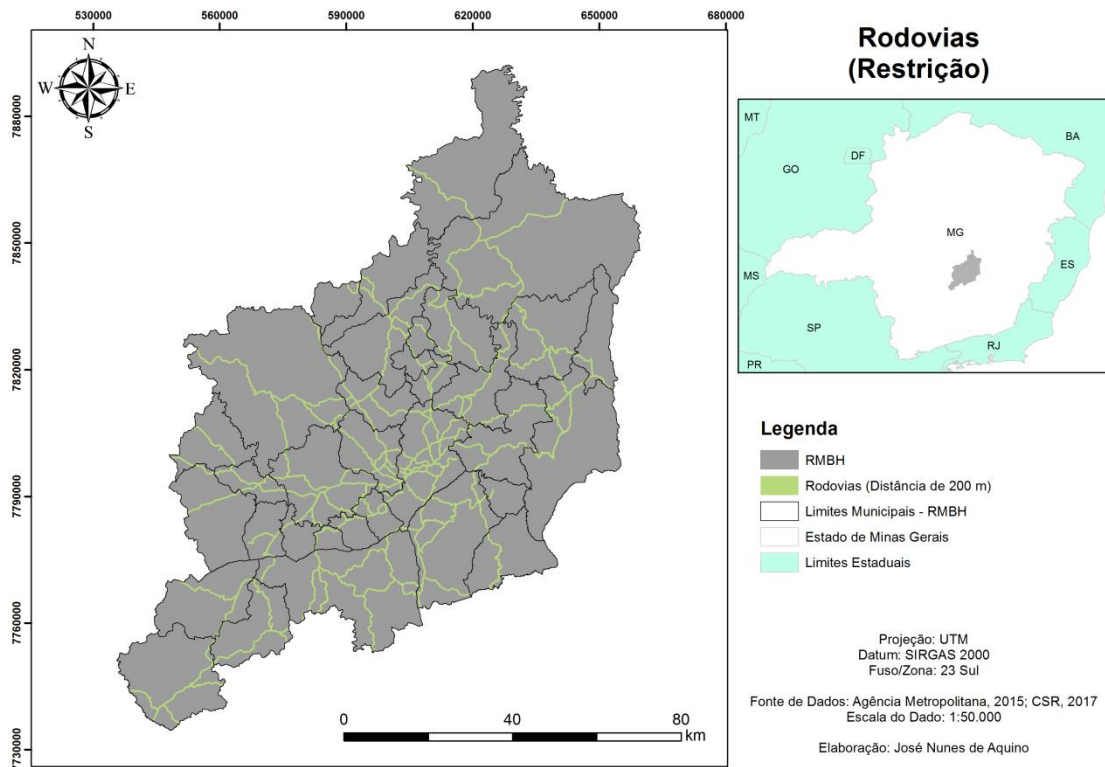 530000 560000 590000 620000 650000 680000
Rodovias
(Restrição)
N
W E
S
7880000
7850000
7820000
7790000
7760000
7730000
MT
BA
DF
GO
MG
MS
ES
SP
RJ
PR
Legenda
RMBH
Rodovias (Distância de 200 m)
Limites Municipais - RMBH
Estado de Minas Gerais
Limites Estaduais
0 40 80
km
Projeção: UTM
Datum: SIRGAS 2000
Fuso/Zona: 23 Sul
Fonte de Dados: Agência Metropolitana, 2015; CSR, 2017
Escala do Dado: 1:50.000
Elaboração: José Nunes de Aquino